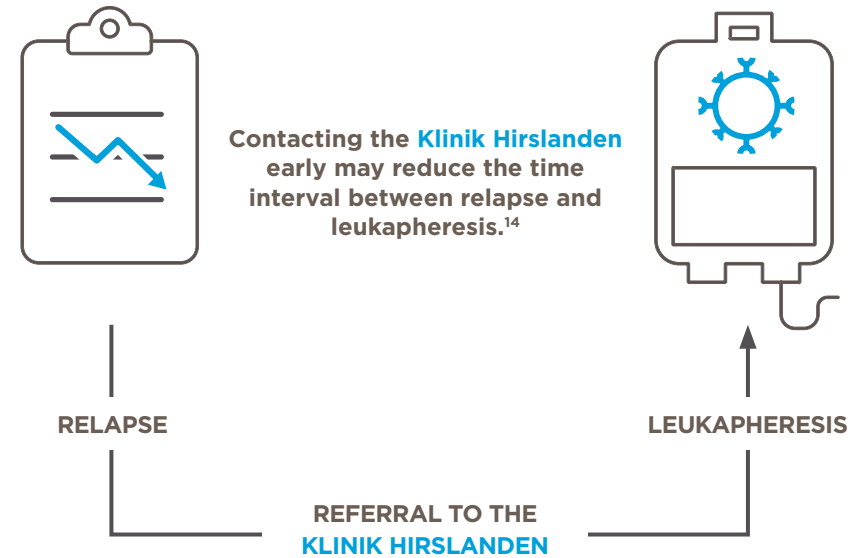 Contacting the Klinik Hirslanden
early may reduce the time
interval between relapse and
leukapheresis.14
RELAPSE
LEUKAPHERESIS
REFERRAL TO THE
KLINIK HIRSLANDEN